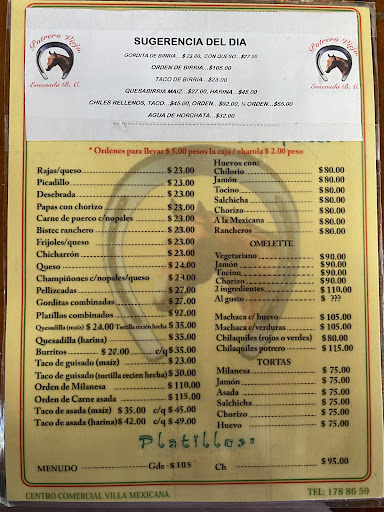 Potrero Viejo
Ensenada B. C.
SUGERENCIA DEL DIA
Potrero Viejo
Ensenada B. C.
GORDITA DE BIRRIA...$ 23.00, CON QUESO...$27.00
ORDEN DE BIRRIA...$105.00
TACO DE BIRRIA...$23.00
QUESABIRRIA MAIZ...$37.00, HARINA...$45.00
CHILES RELLENOS, TACO...$45.00, ORDEN...$92.00, ½ ORDEN...$55.00
AGUA DE HORCHATA...$32.00
* Ordenes para llevar $ 5.00 pesos la caja / charola $ 2.00 peso
Rajas/queso $ 23.00
Picadillo $ 23.00
Desebrada $ 23.00
Papas con chorizo $ 23.00
Carne de puerco c/nopales $ 23.00
Bistec ranchero $ 23.00
Frijoles/queso $ 23.00
Chicharrón $ 23.00
Queso $ 24.00
Champiñones c/nopales/queso $ 24.00
Pellizcadas $ 27.00
Gorditas combinadas $ 27.00
Platillos combinados $ 92.00
Quesadilla (maíz) $ 24.00 Tortilla recien hecha $ 35.00
Quesadilla (harina) $ 35.00
Burritos $ 27.00 c/q $ 35.00
Taco de guisado (maíz) $ 23.00
Taco de guisado (tortilla recien hecha) $ 30.00
Orden de Milanesa $ 110.00
Orden de Carne asada $ 115.00
Taco de asada (maíz) $ 35.00 c/q $ 45.00
Taco de asada (harina) $ 42.00 c/q $ 49.00
Huevos con:
Chilorio $ 80.00
Jamón $ 80.00
Tocino $ 80.00
Salchicha $ 80.00
Chorizo $ 80.00
A la Mexicana $ 80.00
Rancheros $ 80.00
OMELETTE
Vegetariano $ 90.00
Jamón $ 90.00
Tocino $ 90.00
Chorizo $ 90.00
2 ingredientes $ 110.00
Al gusto $ ???
Machaca c/ huevo $ 105.00
Machaca c/verduras $ 105.00
Chilaquiles (rojos o verdes) $ 80.00
Chilaquiles potrero $ 115.00
TORTAS
Milanesa $ 75.00
Jamón $ 75.00
Asada $ 75.00
Salchicha $ 75.00
Chorizo $ 75.00
Huevo $ 75.00
Platillos:
MENUDO Gde - $ 105 Ch $ 95.00
CENTRO COMERCIAL VILLA MEXICANA TEL: 178 86 59